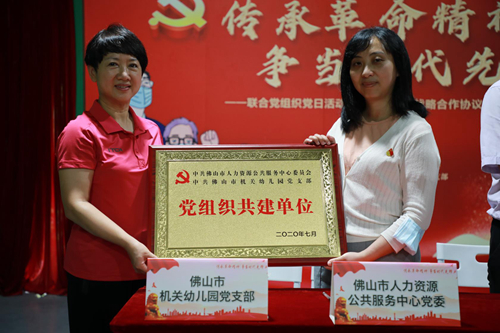 传承革命精神
争当 代先
——联合党组织党日活动 战略合作协议
中共佛山市人力资源公共服务中心委员会
中共佛山市机关幼儿园党支部
党组织共建单位
二〇二〇年七月
佛山市
机关幼儿园党支部
佛山市人力资源
公共服务中心党委